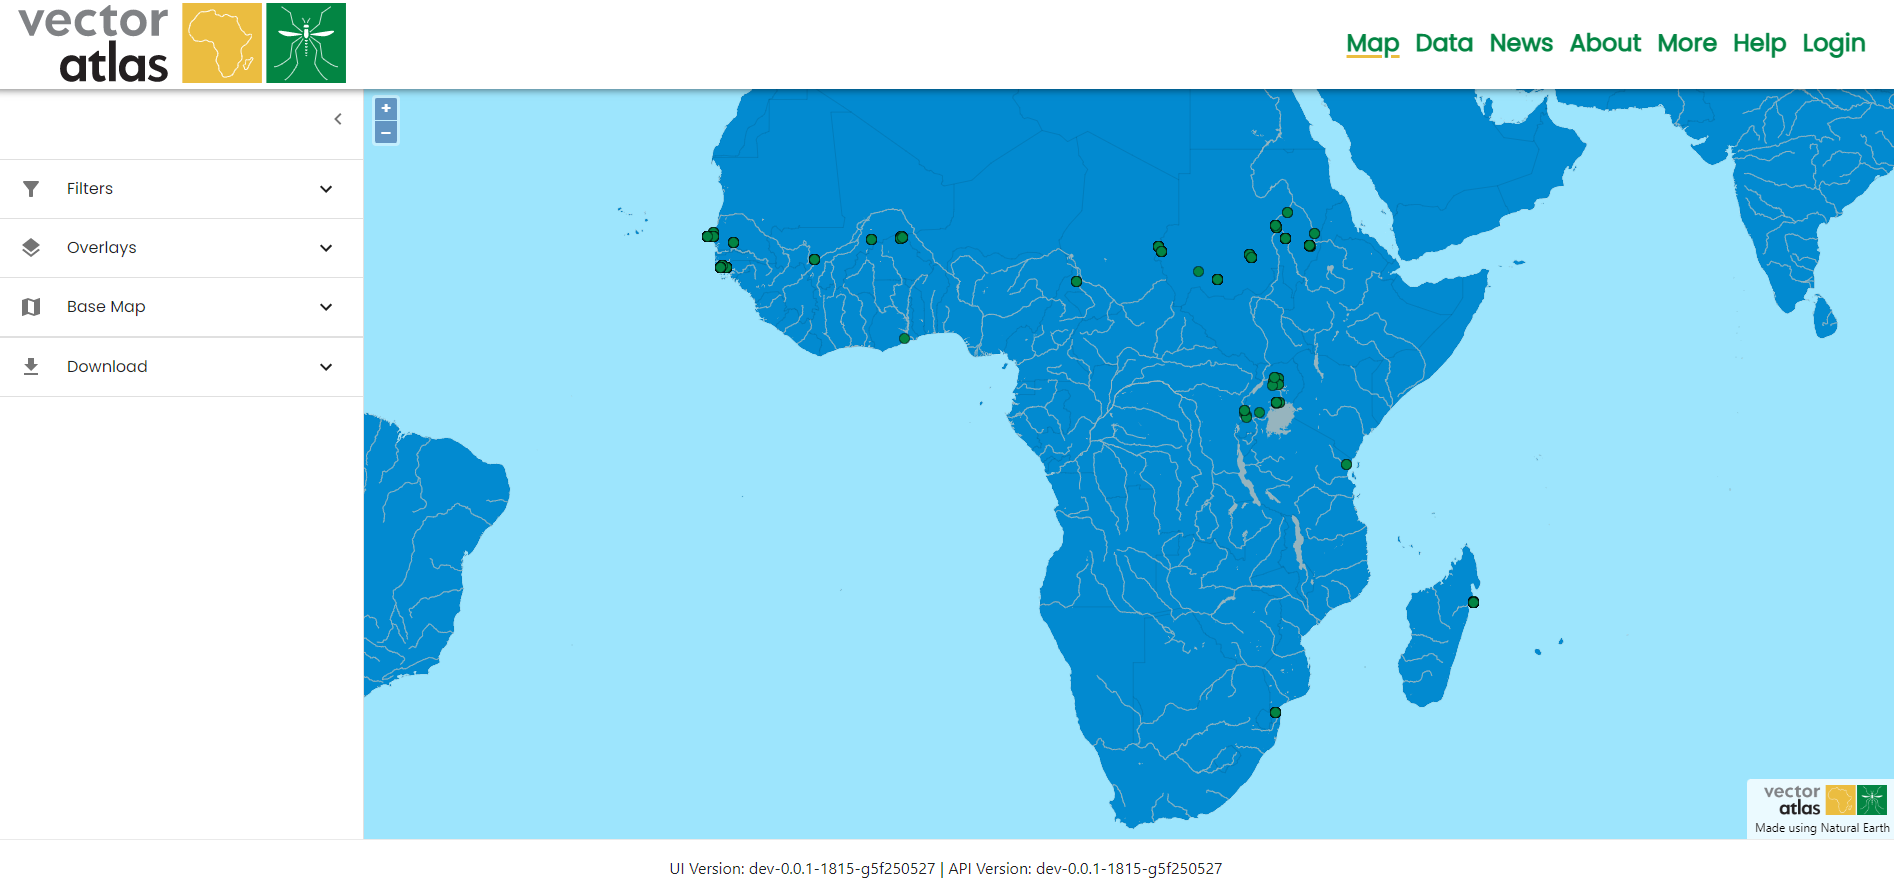 vector
atlas
Map Data News About More Help Login
+
−
Filters
Overlays
Base Map
Download
vector
atlas
Made using Natural Earth
UI Version: dev-0.0.1-1815-g5f250527 | API Version: dev-0.0.1-1815-g5f250527